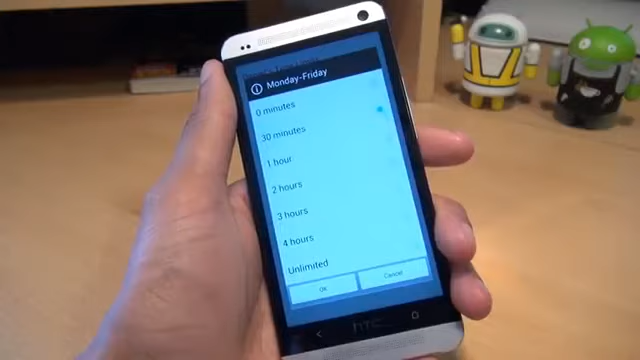 Monday-Friday
0 minutes
30 minutes
1 hour
2 hours
3 hours
4 hours
Unlimited
OK
Cancel
hTC